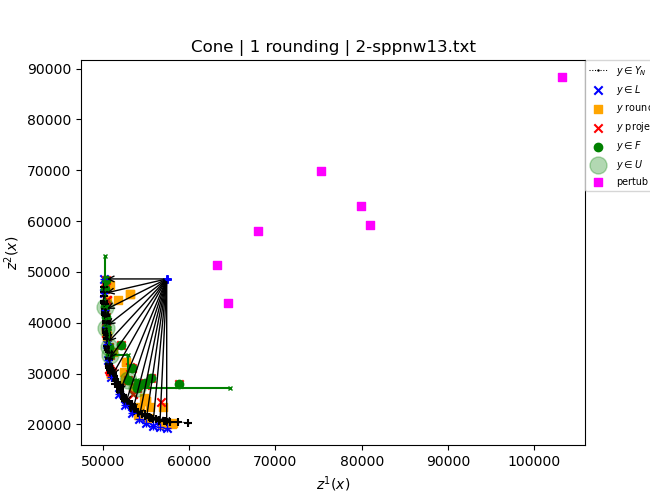 Cone | 1 rounding | 2-sppnw13.txt
90000
80000
70000
60000
50000
40000
30000
20000
z²(x)
50000 60000 70000 80000 90000 100000
z¹(x)
y ∈ Y_N
y ∈ L
y roun
y proje
y ∈ F
y ∈ U
pertub